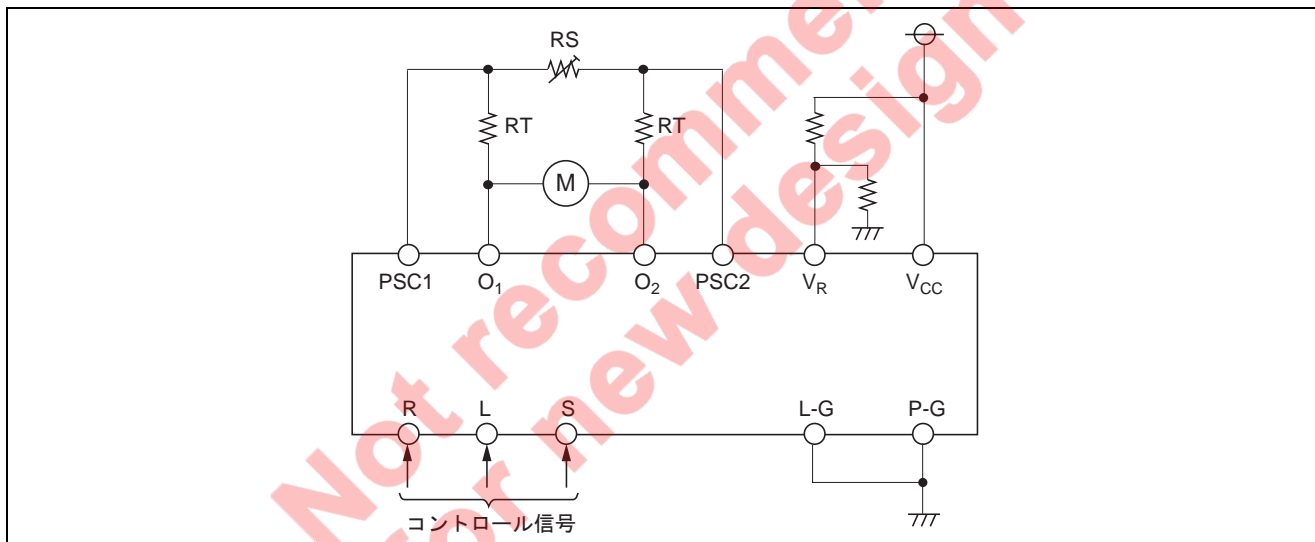 RS
RT
RT
M
PSC1
O1
O2
PSC2
VR
VCC
R
L
S
L-G
P-G
コントロール信号
Not recomme
for new design